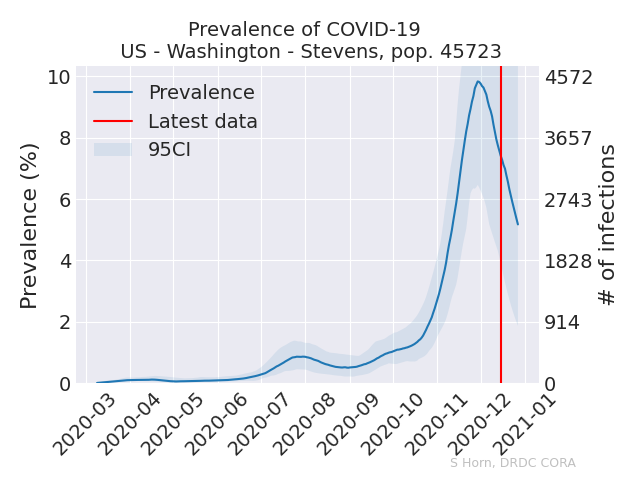 Prevalence of COVID-19
US - Washington - Stevens, pop. 45723
Prevalence
Latest data
95CI
Prevalence (%)
10
8
6
4
2
0
4572
3657
2743
1828
914
0
# of infections
2020-03
2020-04
2020-05
2020-06
2020-07
2020-08
2020-09
2020-10
2020-11
2020-12
2021-01
S Horn, DRDC CORA